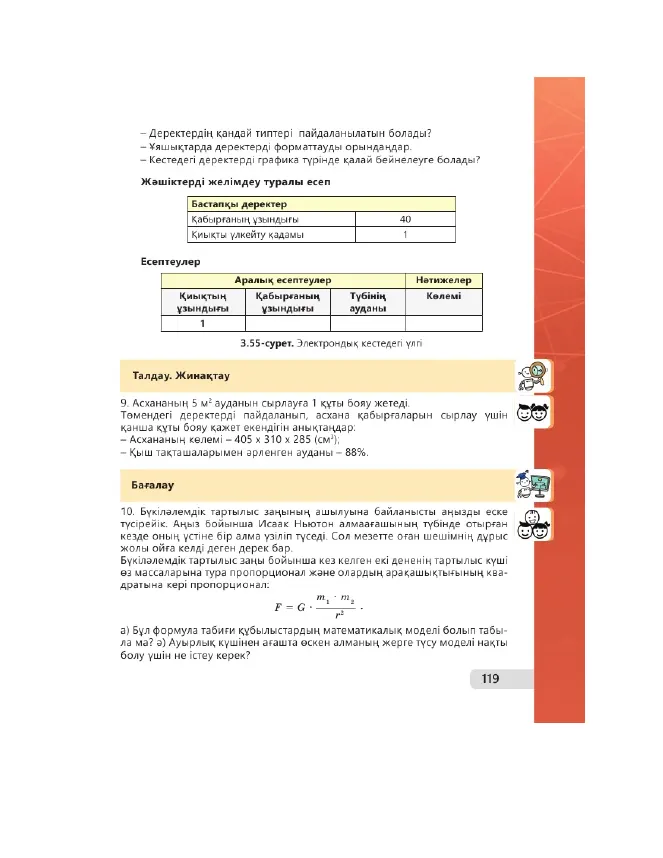 – Деректердің қандай типтері пайдаланылатын болады?
– Ұяшықтарда деректерді форматтауды орындаңдар.
– Кестедегі деректерді графика түрінде қалай бейнелеуге болады?
Жәшіктерді желімдеу туралы есеп
Бастапқы деректер
Қабырғаның ұзындығы 40
Қиықты үлкейту қадамы 1
Есептеулер
Аралық есептеулер Нәтижелер
Қиықтың Қабырғаның Түбінің Көлемі
ұзындығы ұзындығы ауданы
1
3.55-сурет. Электрондық кестедегі үлгі
Талдау. Жинақтау
9. Асхананың 5 м² ауданын сырлауға 1 құты бояу жетеді.
Төмендегі деректерді пайдаланып, асхана қабырғаларын сырлау үшін
қанша құты бояу қажет екендігін анықтаңдар:
– Асхананың көлемі – 405 х 310 х 285 (см³);
– Қыш тақташаларымен әрленген ауданы – 88%.
Бағалау
10. Бүкіләлемдік тартылыс заңының ашылуына байланысты аңызды еске
түсірейік. Аңыз бойынша Исаак Ньютон алмаағашының түбінде отырған
кезде оның үстіне бір алма үзіліп түседі. Сол мезетте оған шешімнің дұрыс
жолы ойға келді деген дерек бар.
Бүкіләлемдік тартылыс заңы бойынша кез келген екі дененің тартылыс күші
өз массаларына тура пропорционал және олардың арақашықтығының ква-
дратына кері пропорционал:
F = G · m₁ · m₂ / r² .
а) Бұл формула табиғи құбылыстардың математикалық моделі болып табы-
ла ма? ә) Ауырлық күшінен ағашта өскен алманың жерге түсу моделі нақты
болу үшін не істеу керек?
119